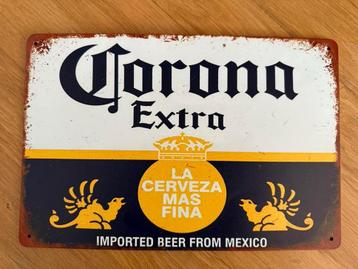 Corona
Extra
LA
CERVEZA
MAS
FINA
IMPORTED BEER FROM MEXICO